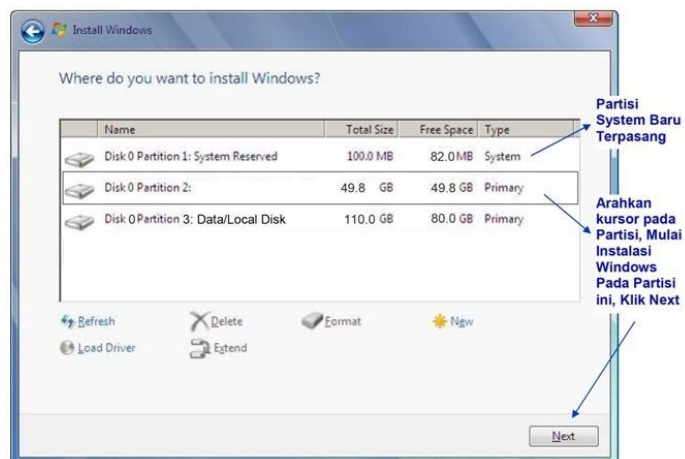 Install Windows
Where do you want to install Windows?
Name Total Size Free Space Type
Disk 0 Partition 1: System Reserved 100.0 MB 82.0 MB System
Disk 0 Partition 2: 49.8 GB 49.8 GB Primary
Disk 0 Partition 3: Data/Local Disk 110.0 GB 80.0 GB Primary
Refresh Delete Format New
Load Driver Extend
Next
Partisi
System Baru
Terpasang
Arahkan
kursor pada
Partisi, Mulai
Instalasi
Windows
Pada Partisi
ini, Klik Next